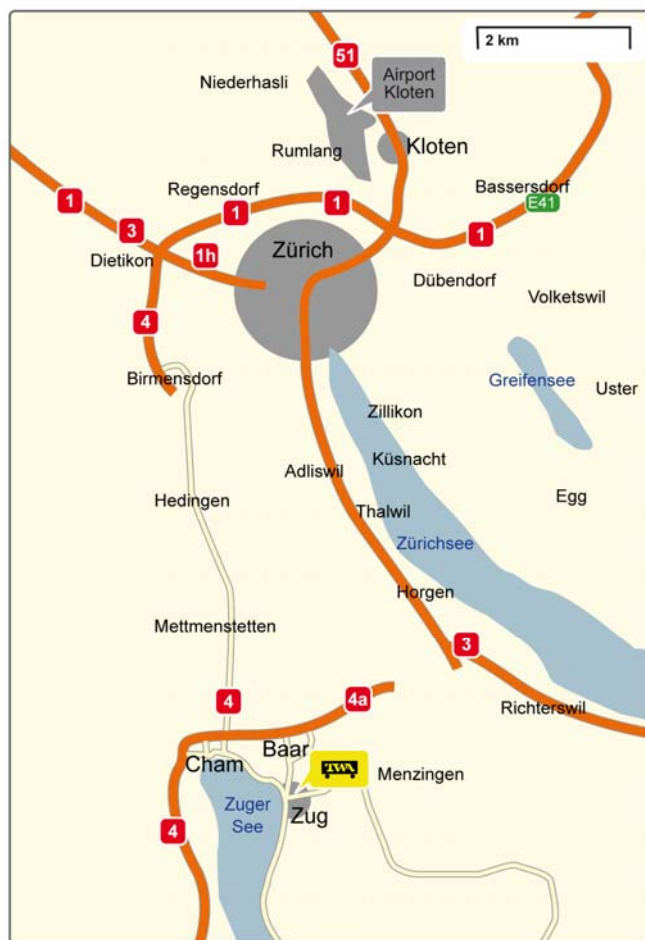 2 km
51
Airport
Kloten
Niederhasli
Kloten
Rumlang
Regensdorf
Bassersdorf
1
1
1
E41
3
1
Dietikon
1h
Zürich
Dübendorf
Volketswil
4
Birmensdorf
Greifensee
Uster
Zillikon
Küsnacht
Adliswil
Hedingen
Egg
Thalwil
Zürichsee
Horgen
Mettmenstetten
3
4
4a
Richterswil
Baar
Cham
TWA
Menzingen
Zuger
See
Zug
4